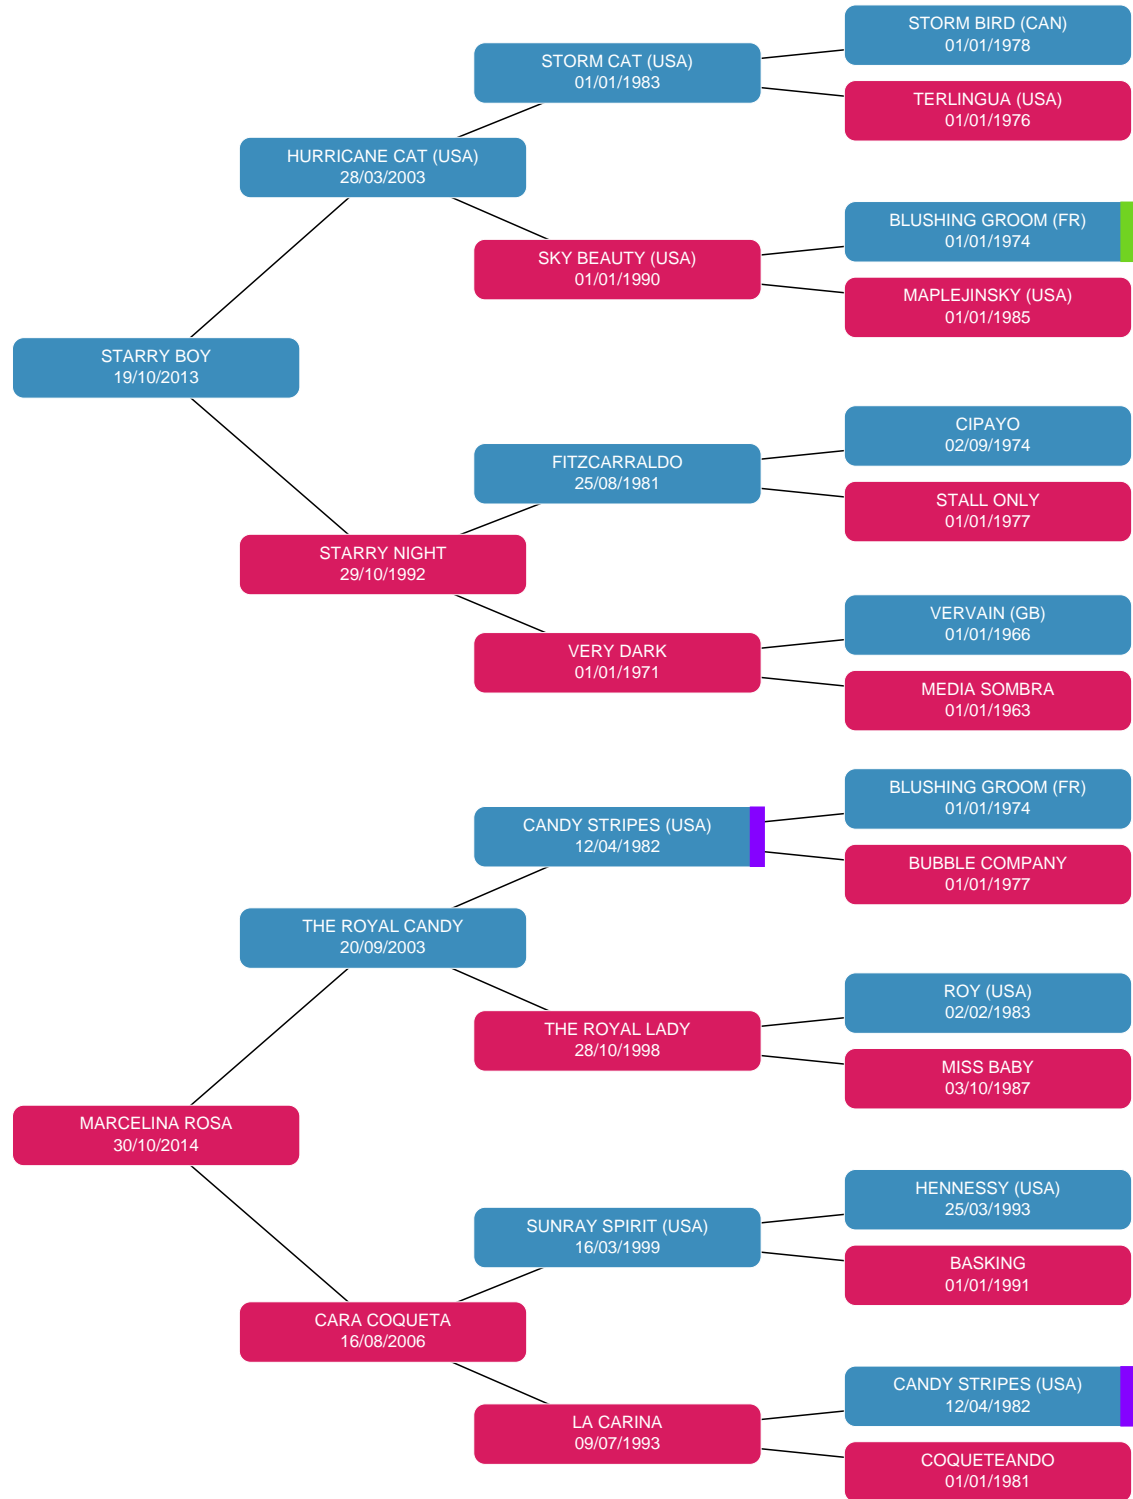 STORM BIRD (CAN)
01/01/1978
STORM CAT (USA)
01/01/1983
TERLINGUA (USA)
01/01/1976
HURRICANE CAT (USA)
28/03/2003
BLUSHING GROOM (FR)
01/01/1974
SKY BEAUTY (USA)
01/01/1990
MAPLEJINSKY (USA)
01/01/1985
STARRY BOY
19/10/2013
CIPAYO
02/09/1974
FITZCARRALDO
25/08/1981
STALL ONLY
01/01/1977
STARRY NIGHT
29/10/1992
VERVAIN (GB)
01/01/1966
VERY DARK
01/01/1971
MEDIA SOMBRA
01/01/1963
BLUSHING GROOM (FR)
01/01/1974
CANDY STRIPES (USA)
12/04/1982
BUBBLE COMPANY
01/01/1977
THE ROYAL CANDY
20/09/2003
ROY (USA)
02/02/1983
THE ROYAL LADY
28/10/1998
MISS BABY
03/10/1987
MARCELINA ROSA
30/10/2014
HENNESSY (USA)
25/03/1993
SUNRAY SPIRIT (USA)
16/03/1999
BASKING
01/01/1991
CARA COQUETA
16/08/2006
CANDY STRIPES (USA)
12/04/1982
LA CARINA
09/07/1993
COQUETEANDO
01/01/1981